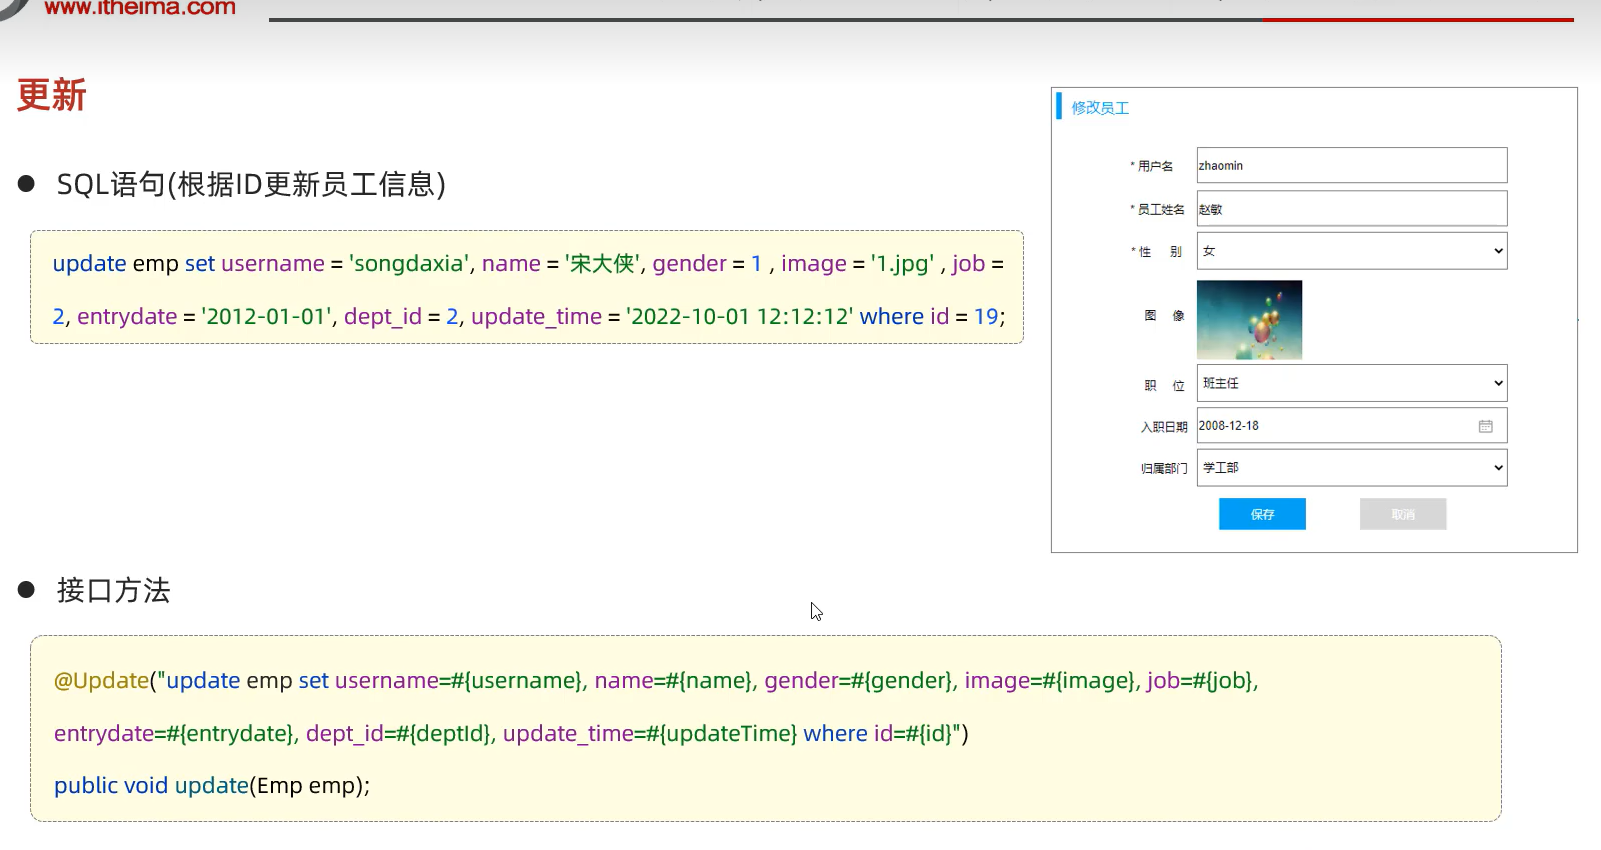 www.itheima.com
更新
● SQL语句(根据ID更新员工信息)
update emp set username = 'songdaxia', name = '宋大侠', gender = 1 , image = '1.jpg' , job =
2, entrydate = '2012-01-01', dept_id = 2, update_time = '2022-10-01 12:12:12' where id = 19;
修改员工
* 用户名 zhaomin
* 员工姓名 赵敏
* 性 别 女
图 像
职 位 班主任
入职日期 2008-12-18
归属部门 学工部
保存 取消
● 接口方法
@Update("update emp set username=#{username}, name=#{name}, gender=#{gender}, image=#{image}, job=#{job},
entrydate=#{entrydate}, dept_id=#{deptId}, update_time=#{updateTime} where id=#{id}")
public void update(Emp emp);